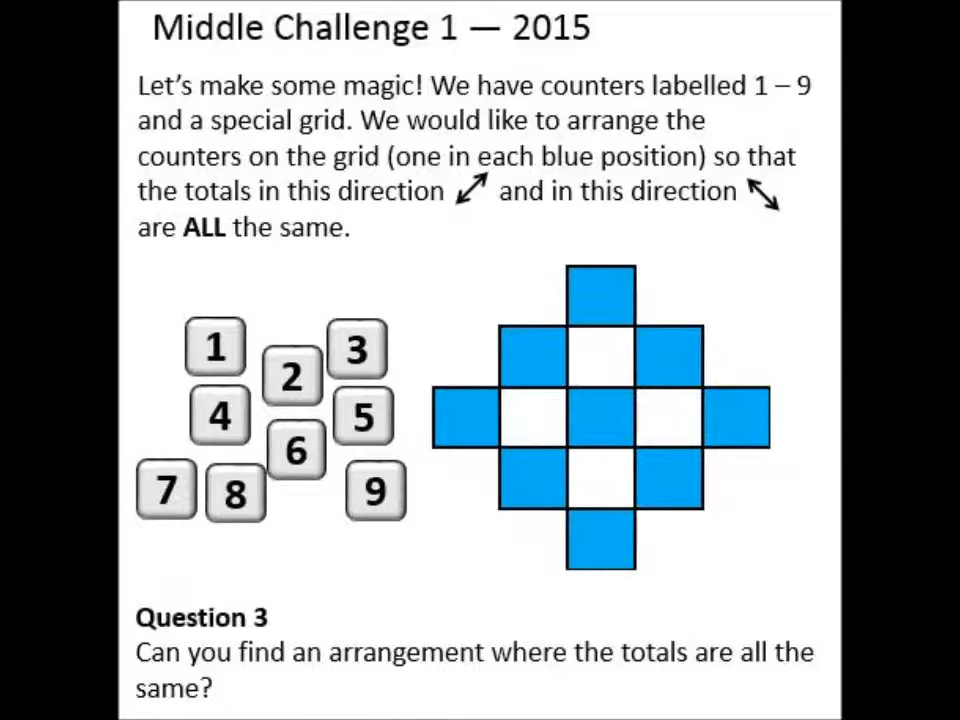 Middle Challenge 1 — 2015
Let's make some magic! We have counters labelled 1 – 9
and a special grid. We would like to arrange the
counters on the grid (one in each blue position) so that
the totals in this direction and in this direction
are ALL the same.
1
2
3
4
5
6
7
8
9
Question 3
Can you find an arrangement where the totals are all the
same?